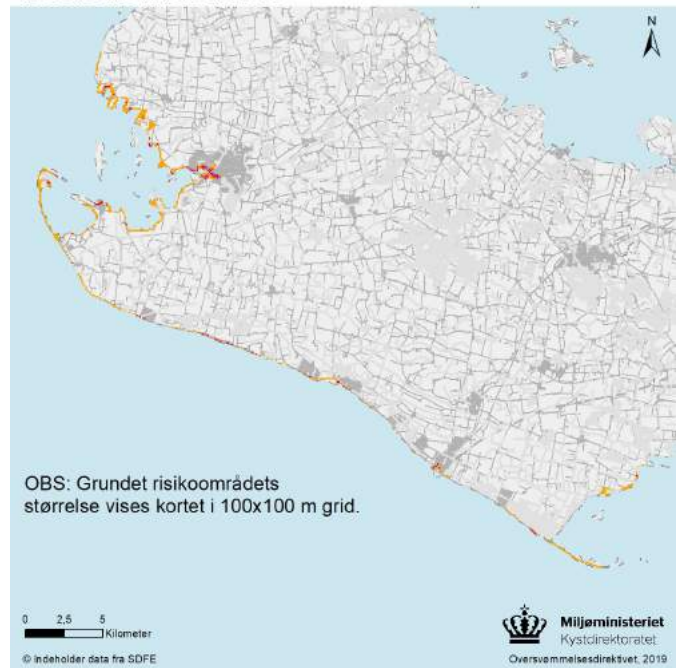 N
OBS: Grundet risikoområdets
størrelse vises kortet i 100x100 m grid.
0 2,5 5
Kilometer
Miljøministeriet
Kystdirektoratet
© Indeholder data fra SDFE
Oversvømmelsesdirektivet, 2019